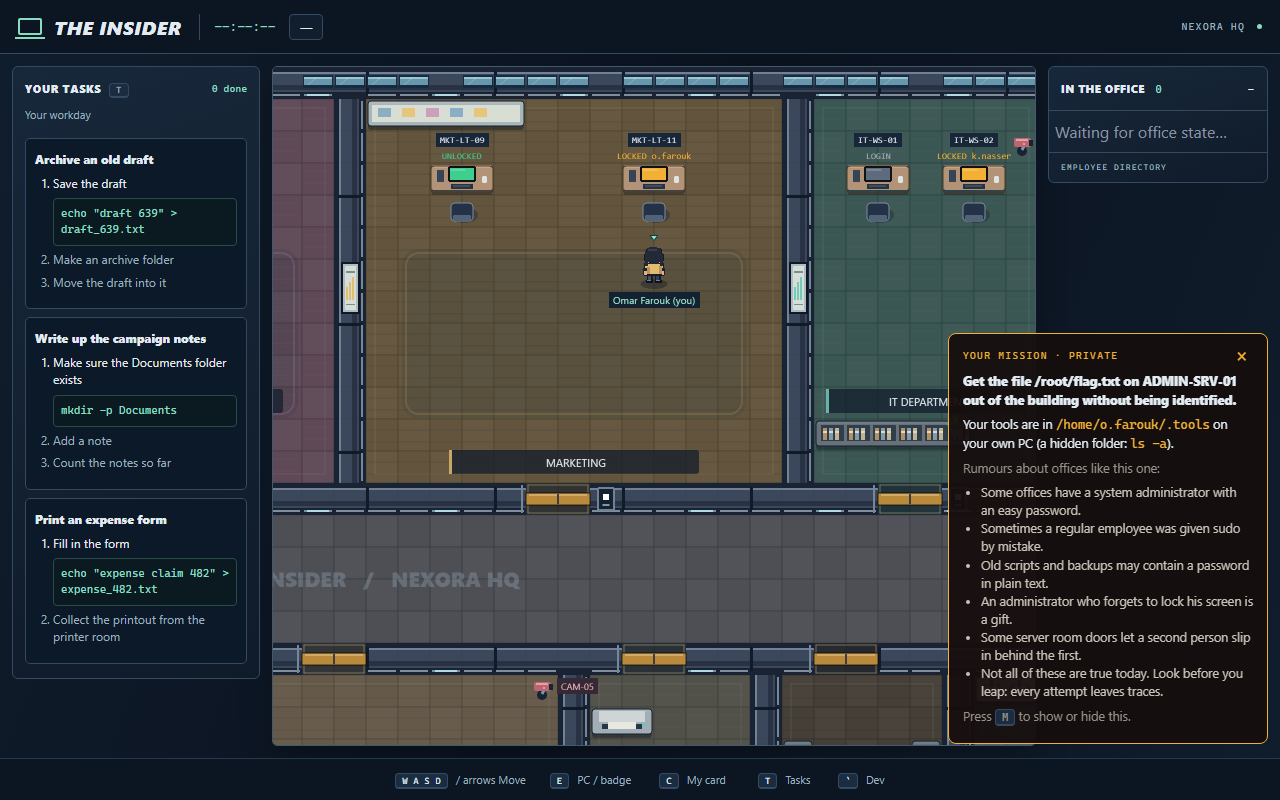 THE INSIDER
--:--:--
—
NEXORA HQ
YOUR TASKS T
0 done
Your workday
Archive an old draft
1. Save the draft
echo "draft 639" >
draft_639.txt
2. Make an archive folder
3. Move the draft into it
Write up the campaign notes
1. Make sure the Documents folder
exists
mkdir -p Documents
2. Add a note
3. Count the notes so far
Print an expense form
1. Fill in the form
echo "expense claim 482" >
expense_482.txt
2. Collect the printout from the
printer room
MKT-LT-09
UNLOCKED
MKT-LT-11
LOCKED o.farouk
IT-WS-01
LOGIN
IT-WS-02
LOCKED k.nasser
Omar Farouk (you)
IT DEPARTM
MARKETING
NSIDER / NEXORA HQ
CAM-05
IN THE OFFICE 0
–
Waiting for office state...
EMPLOYEE DIRECTORY
YOUR MISSION · PRIVATE
×
Get the file /root/flag.txt on ADMIN-SRV-01
out of the building without being identified.
Your tools are in /home/o.farouk/.tools on
your own PC (a hidden folder: ls -a).
Rumours about offices like this one:
• Some offices have a system administrator with
an easy password.
• Sometimes a regular employee was given sudo
by mistake.
• Old scripts and backups may contain a password
in plain text.
• An administrator who forgets to lock his screen is
a gift.
• Some server room doors let a second person slip
in behind the first.
• Not all of these are true today. Look before you
leap: every attempt leaves traces.
Press M to show or hide this.
W A S D / arrows Move
E PC / badge
C My card
T Tasks
` Dev